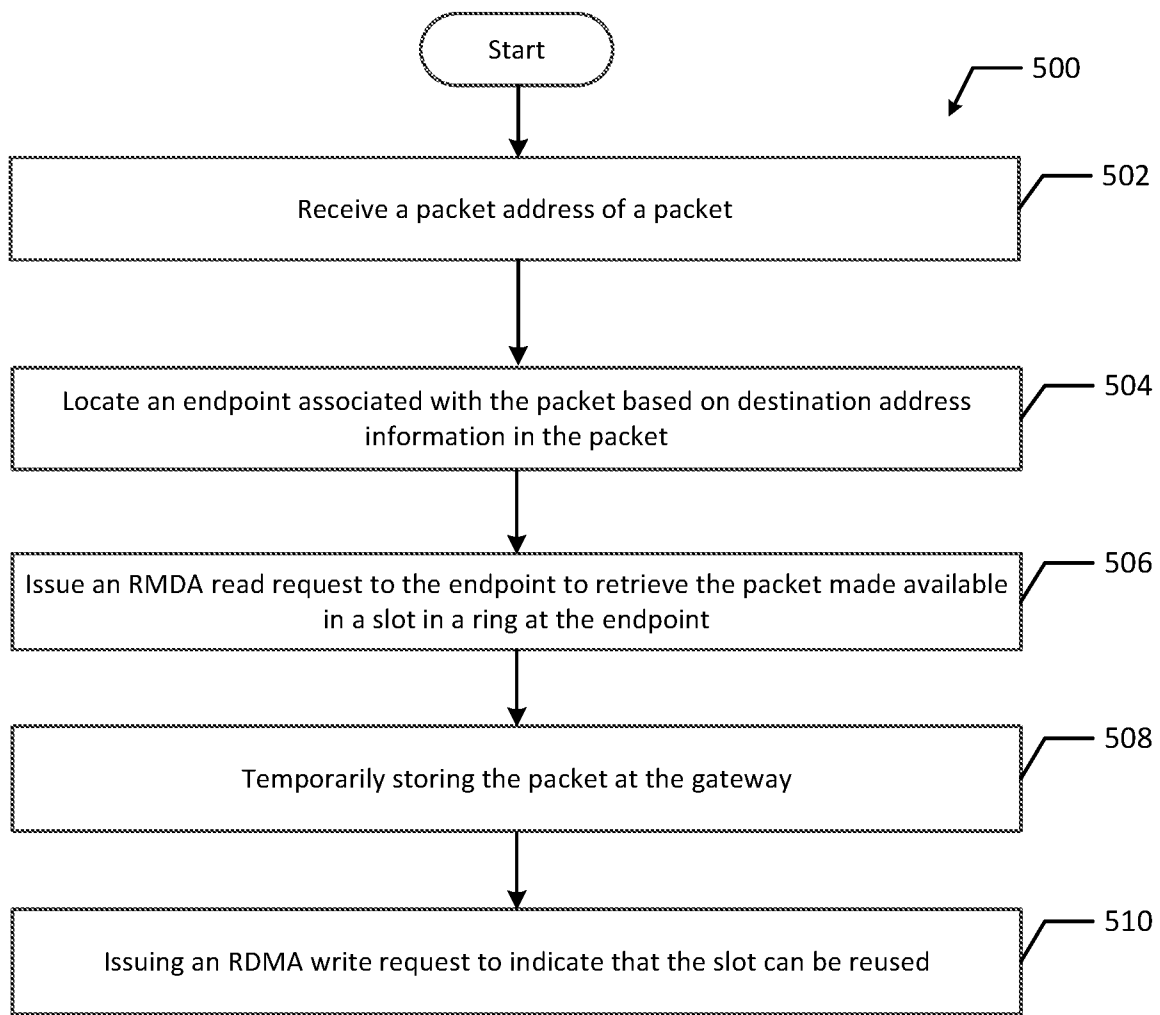 Start
500
Receive a packet address of a packet
502
Locate an endpoint associated with the packet based on destination address
information in the packet
504
Issue an RMDA read request to the endpoint to retrieve the packet made available
in a slot in a ring at the endpoint
506
Temporarily storing the packet at the gateway
508
Issuing an RDMA write request to indicate that the slot can be reused
510